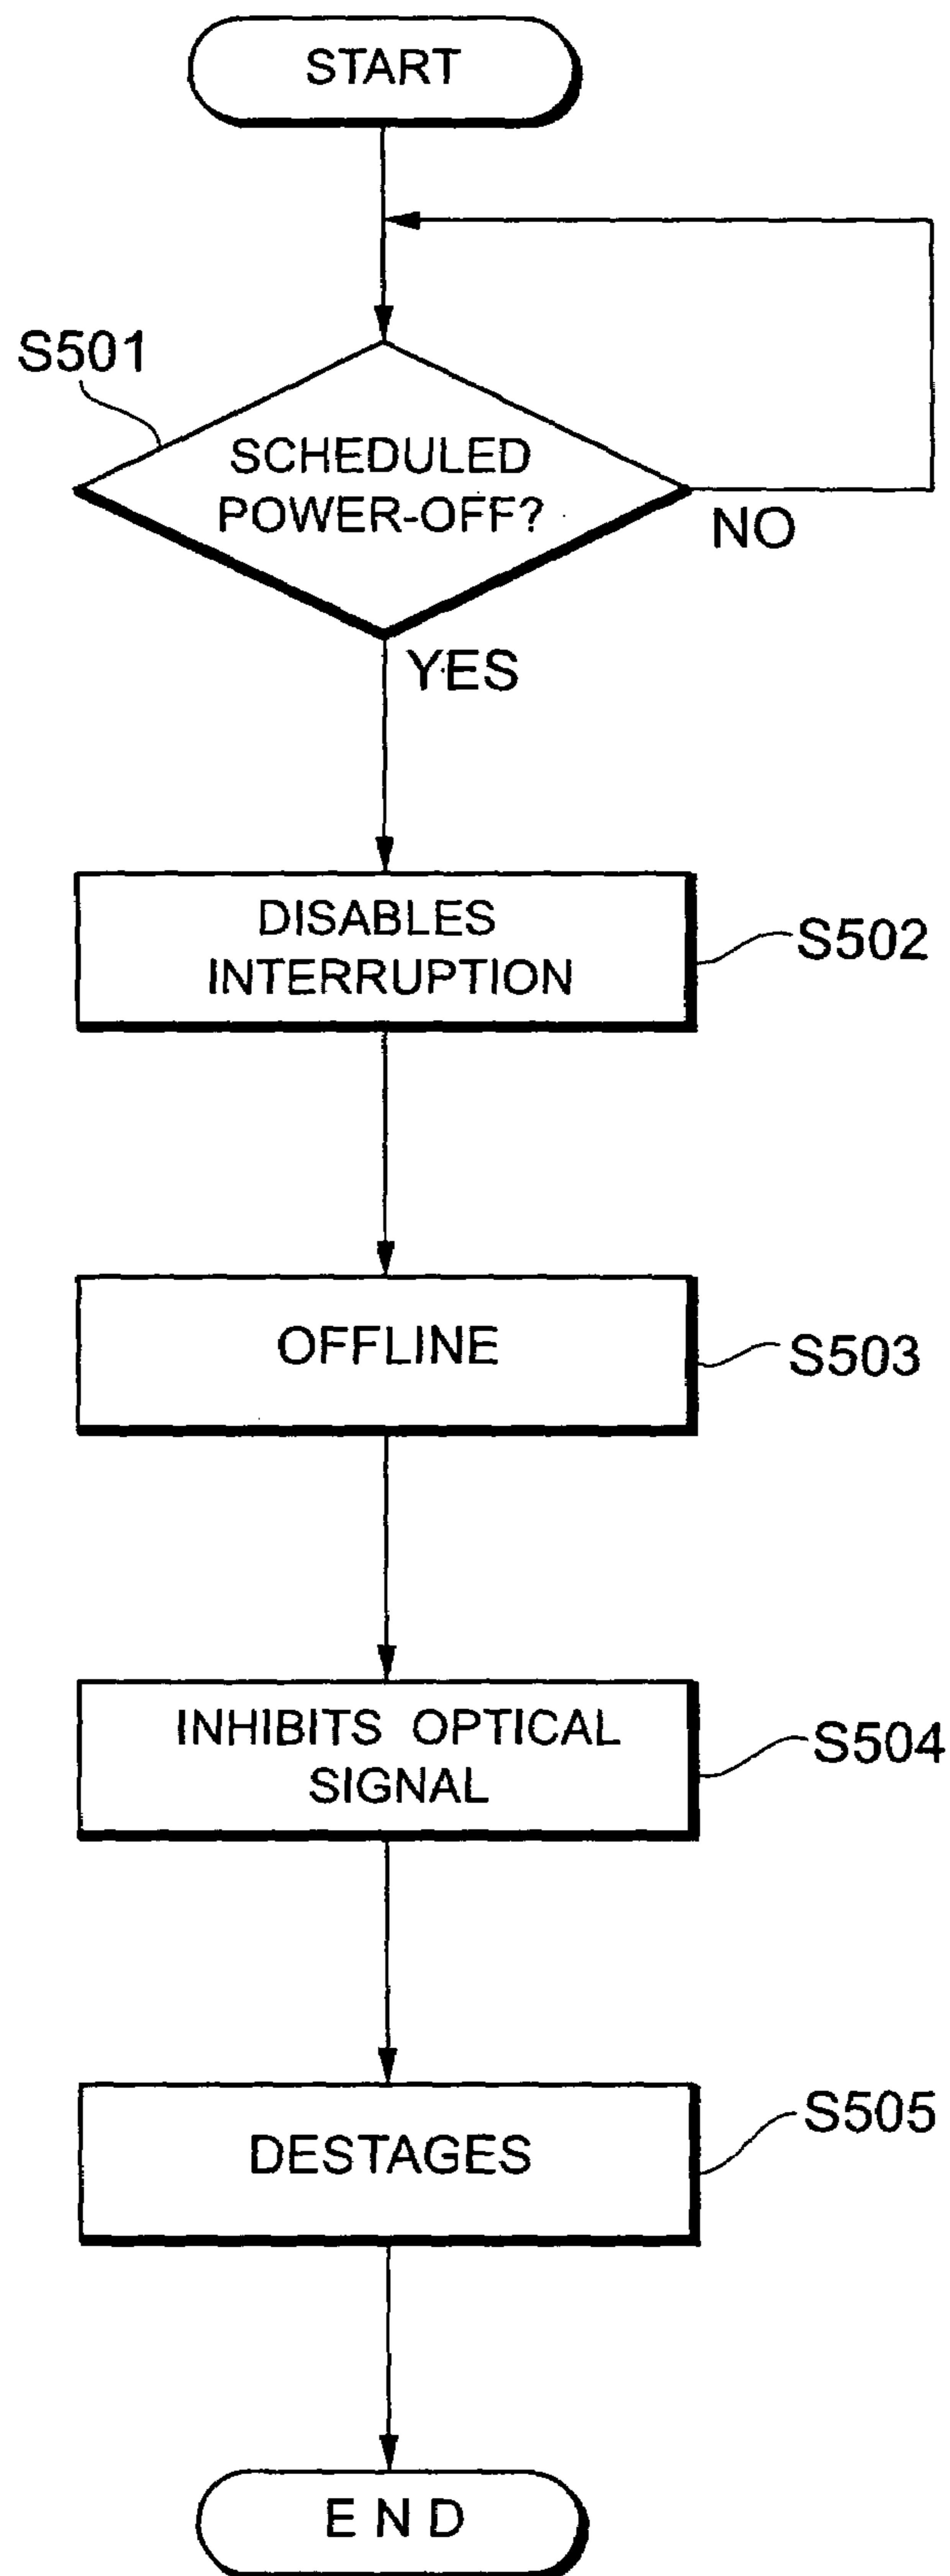 START
S501
SCHEDULED
POWER-OFF?
NO
YES
DISABLES
INTERRUPTION
S502
OFFLINE
S503
INHIBITS OPTICAL
SIGNAL
S504
DESTAGES
S505
END